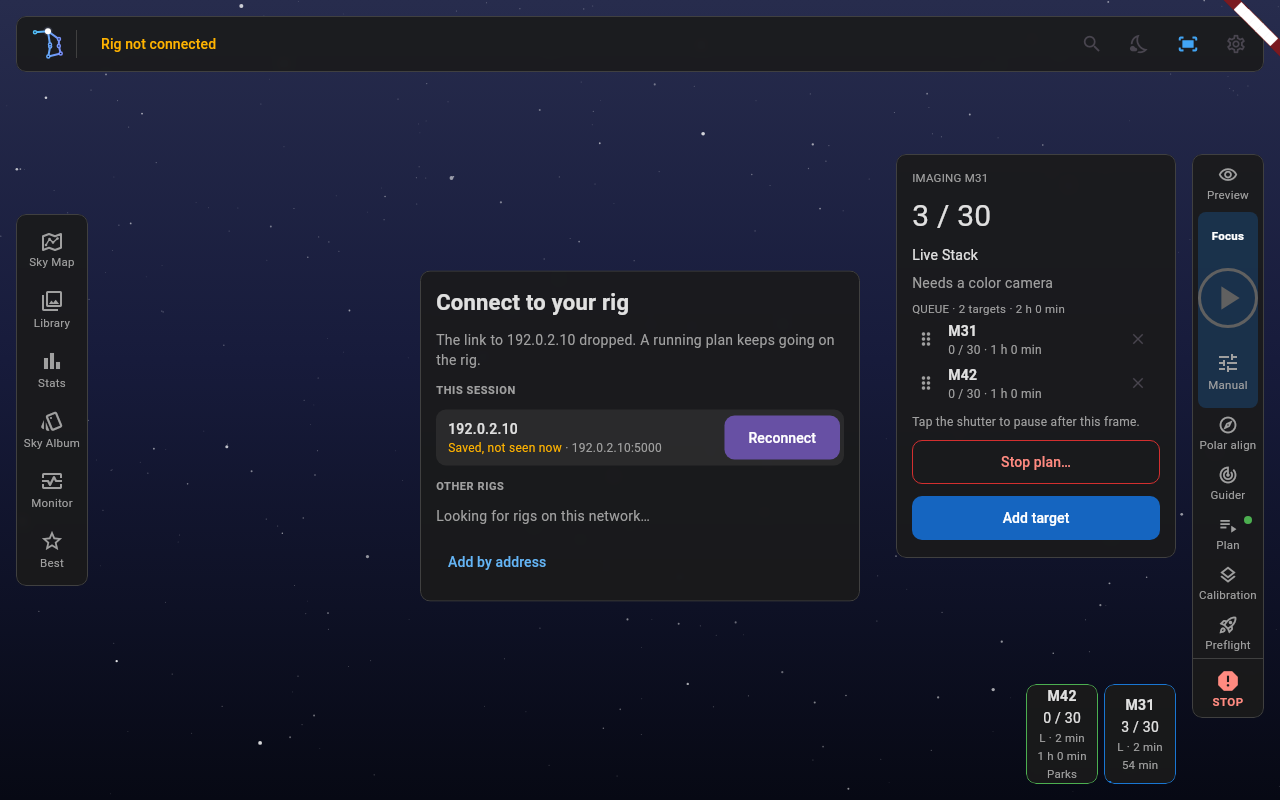 Rig not connected
Sky Map
Library
Stats
Sky Album
Monitor
Best
Connect to your rig
The link to 192.0.2.10 dropped. A running plan keeps going on
the rig.
THIS SESSION
192.0.2.10
Saved, not seen now · 192.0.2.10:5000
Reconnect
OTHER RIGS
Looking for rigs on this network…
Add by address
IMAGING M31
3 / 30
Live Stack
Needs a color camera
QUEUE · 2 targets · 2 h 0 min
M31
0 / 30 · 1 h 0 min
M42
0 / 30 · 1 h 0 min
Tap the shutter to pause after this frame.
Stop plan…
Add target
Preview
Focus
Manual
Polar align
Guider
Plan
Calibration
Preflight
STOP
M42
0 / 30
L · 2 min
1 h 0 min
Parks
M31
3 / 30
L · 2 min
54 min